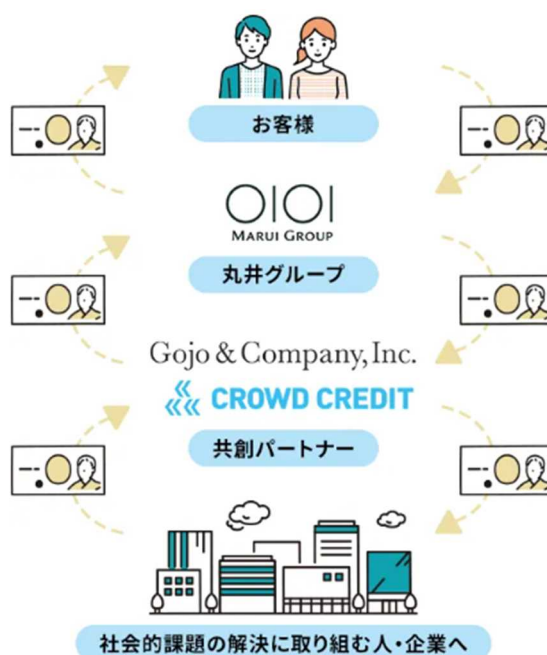 お客様
OIOI
MARUI GROUP
丸井グループ
Gojo & Company, Inc.
CROWD CREDIT
共創パートナー
社会的課題の解決に取り組む人・企業へ